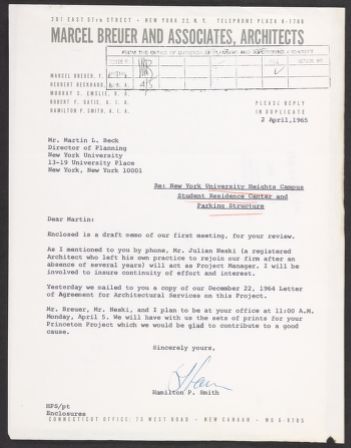 201 EAST 57th STREET - NEW YORK 22 N.Y. TELEPHONE PLAZA
MARCEL BREUER AND ASSOCIATES, ARCHITECTS
MARCEL BREUER, F.
HERBERT BECKHARD, A. I. A.
MURRAY S. EMSLIE, R. A.
ROBERT F. GATJE, A. I. A.
HAMILTON P. SMITH, A. I. A.
PLEASE REPLY
IN DUPLICATE
2 April, 1965
Mr. Martin L. Beck
Director of Planning
New York University
13-19 University Place
New York, New York 10001
Re: New York University Heights Campus
Student Residence Center and
Parking Structure
Dear Martin:
Enclosed is a draft memo of our first meeting, for your review.
As I mentioned to you by phone, Mr. Julian Neski (a registered
Architect who left his own practice to rejoin our firm after an
absence of several years) will act as Project Manager. I will be
involved to insure continuity of effort and interest.
Yesterday we mailed to you a copy of our December 22, 1964 Letter
of Agreement for Architectural Services on this Project.
Mr. Breuer, Mr. Neski, and I plan to be at your office at 11:00 A.M.
Monday, April 5. We will have with us the sets of prints for your
Princeton Project which we would be glad to contribute to a good
cause.
Sincerely yours,
Hamilton P. Smith
HPS/pt
Enclosures
CONNECTICUT OFFICE: 73 WEST ROAD - NEW CANAAN - WO 6-9705